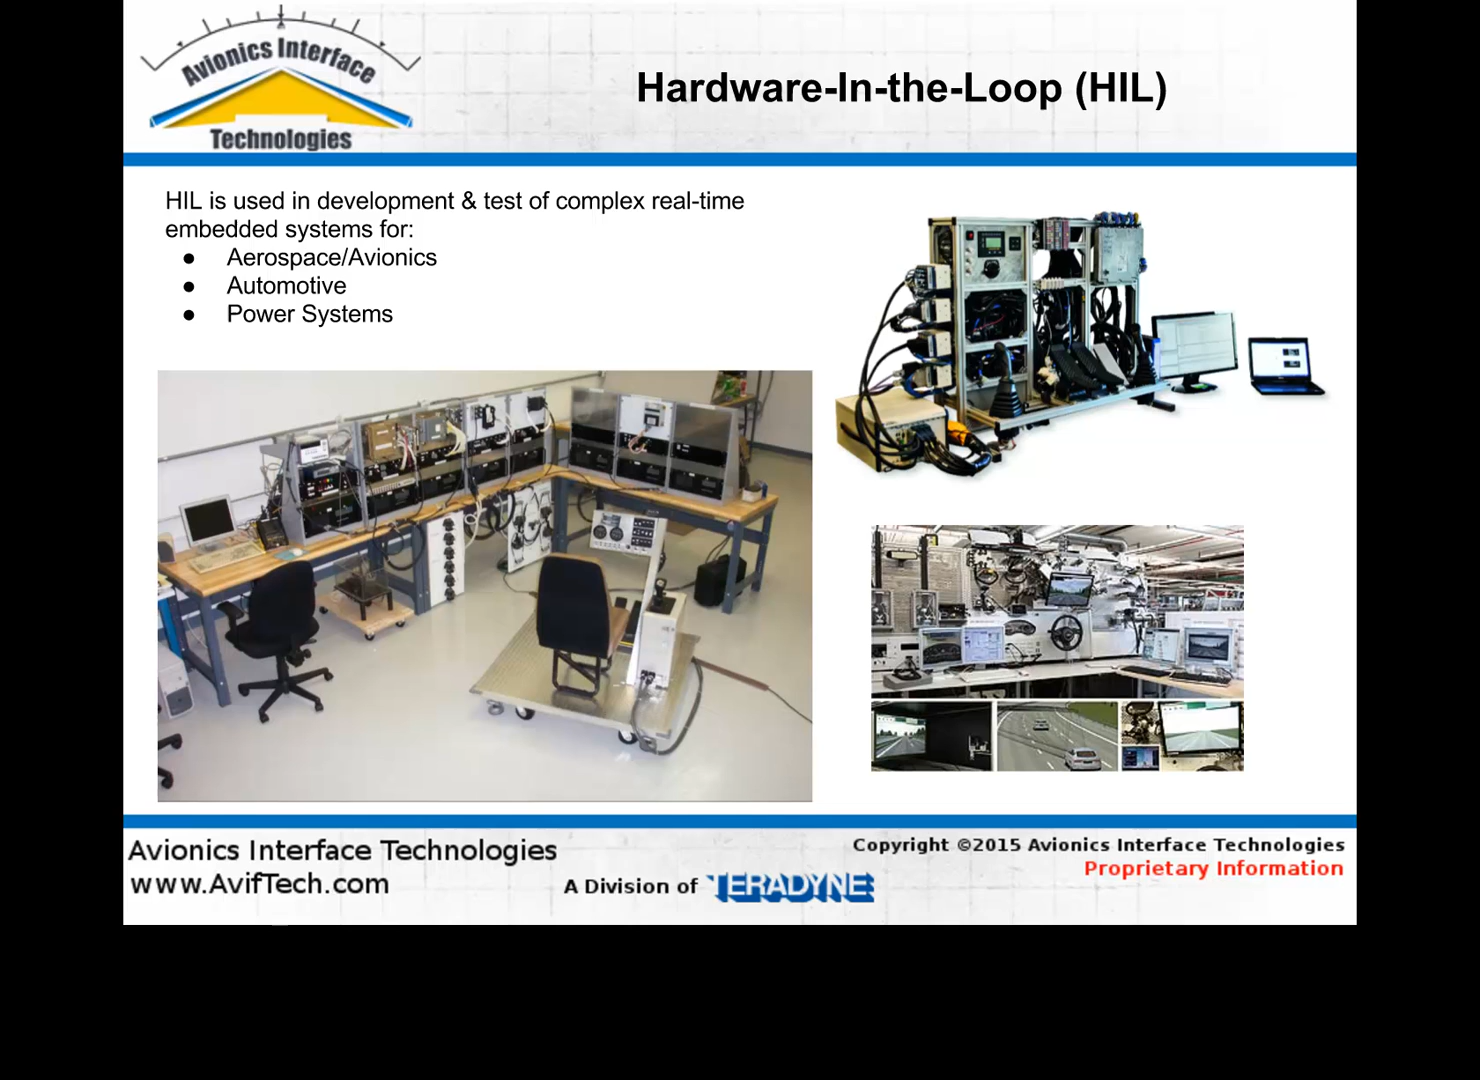 Avionics Interface
Technologies
Hardware-In-the-Loop (HIL)
HIL is used in development & test of complex real-time
embedded systems for:
● Aerospace/Avionics
● Automotive
● Power Systems
Avionics Interface Technologies
www.AvifTech.com
A Division of TERADYNE
Copyright ©2015 Avionics Interface Technologies
Proprietary Information